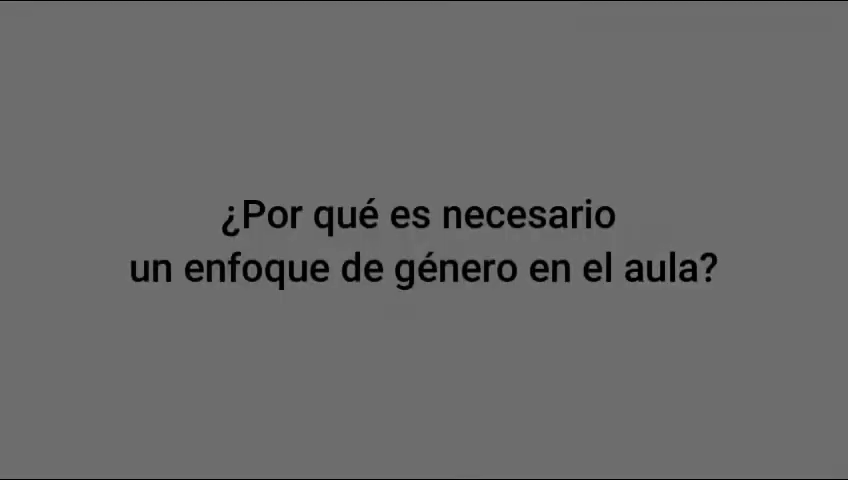 ¿Por qué es necesario
un enfoque de género en el aula?